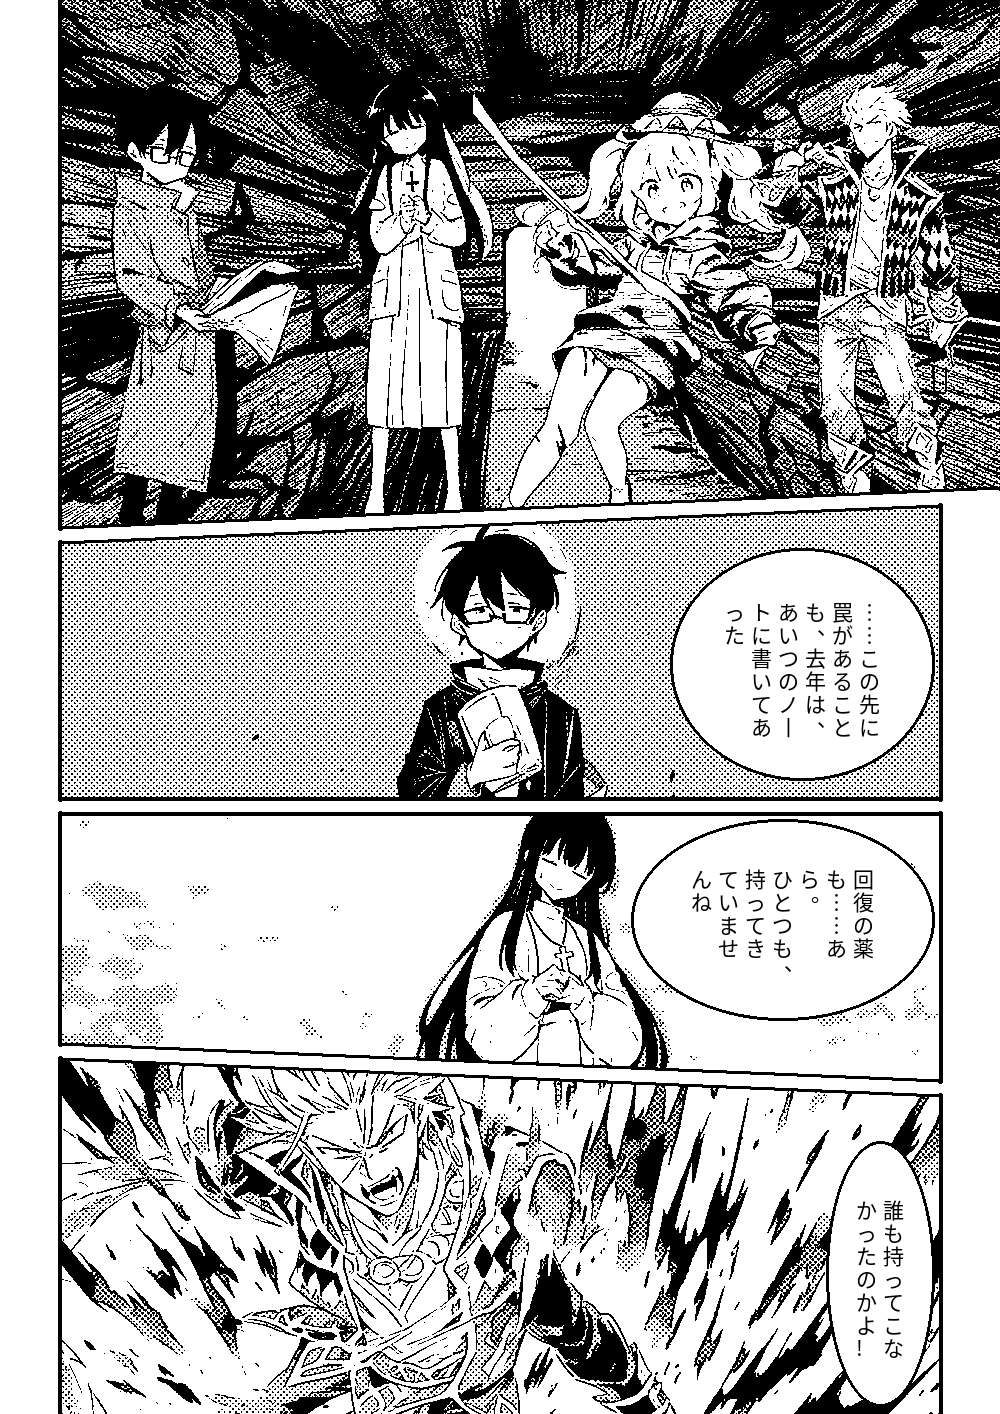 ……この先に
罠があること
も、去年は、
あいつのノー
トに書いてあ
った
回復の薬
も……あ
ら。
ひとつも、
持ってき
ていませ
んね
誰も持ってこな
かったのかよ！